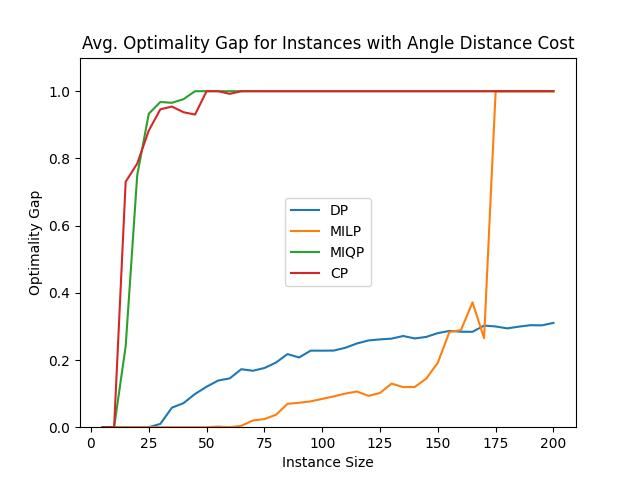 Avg. Optimality Gap for Instances with Angle Distance Cost
1.0
0.8
0.6
0.4
0.2
0.0
Optimality Gap
DP
MILP
MIQP
CP
0 25 50 75 100 125 150 175 200
Instance Size